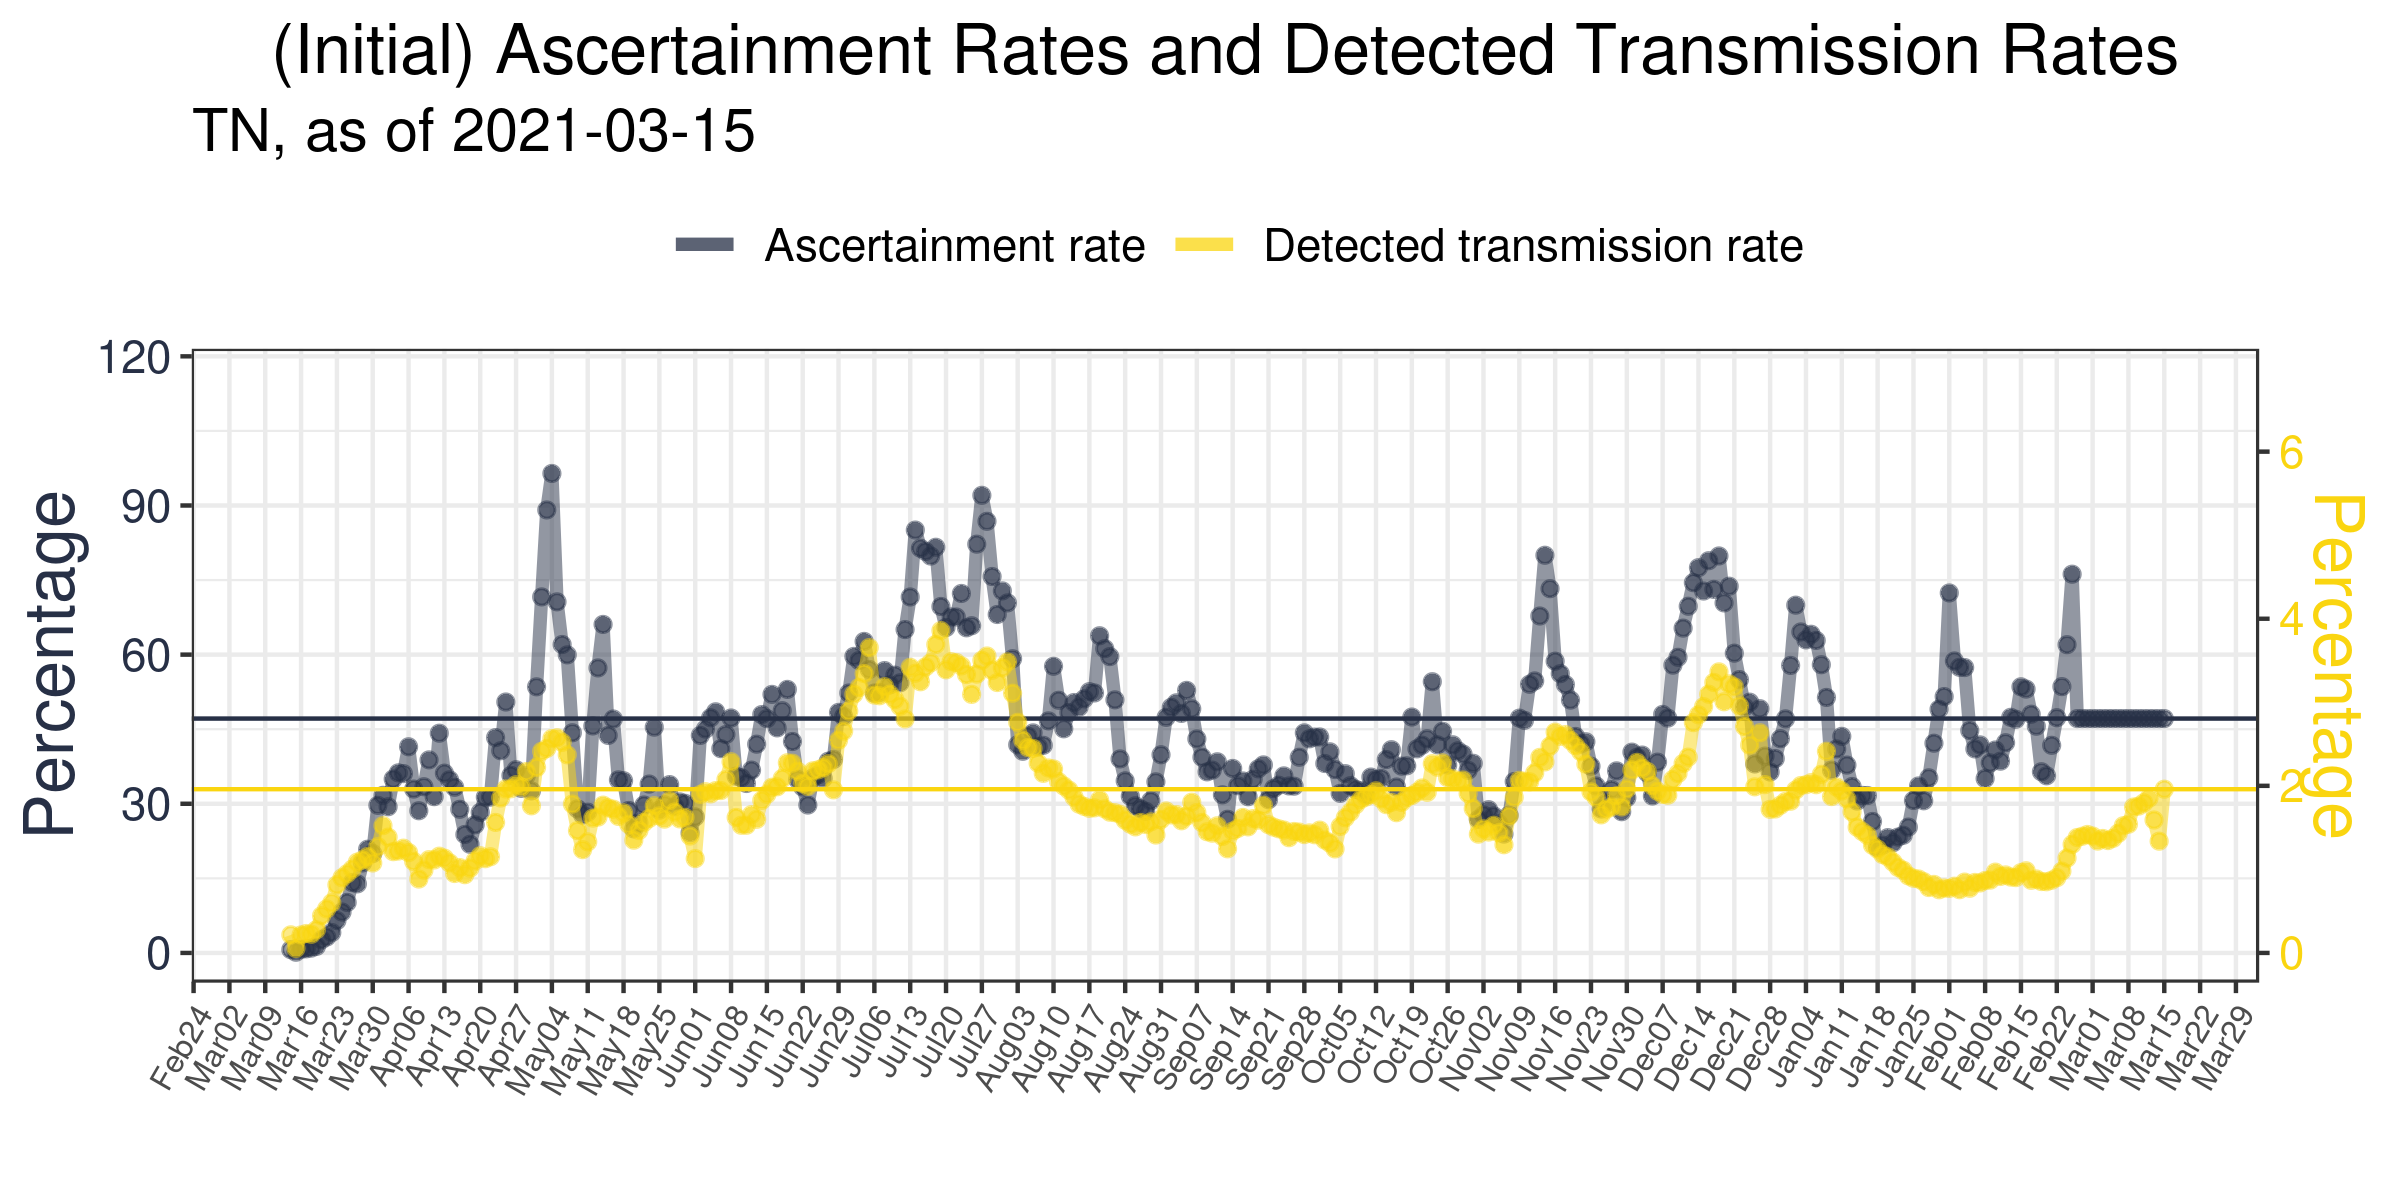 (Initial) Ascertainment Rates and Detected Transmission Rates
TN, as of 2021-03-15
Ascertainment rate
Detected transmission rate
Percentage
120
90
60
30
0
6
4
2
0
Percentage
Feb24
Mar02
Mar09
Mar16
Mar23
Mar30
Apr06
Apr13
Apr20
Apr27
May04
May11
May18
May25
Jun01
Jun08
Jun15
Jun22
Jun29
Jul06
Jul13
Jul20
Jul27
Aug03
Aug10
Aug17
Aug24
Aug31
Sep07
Sep14
Sep21
Sep28
Oct05
Oct12
Oct19
Oct26
Nov02
Nov09
Nov16
Nov23
Nov30
Dec07
Dec14
Dec21
Dec28
Jan04
Jan11
Jan18
Jan25
Feb01
Feb08
Feb15
Feb22
Mar01
Mar08
Mar15
Mar22
Mar29